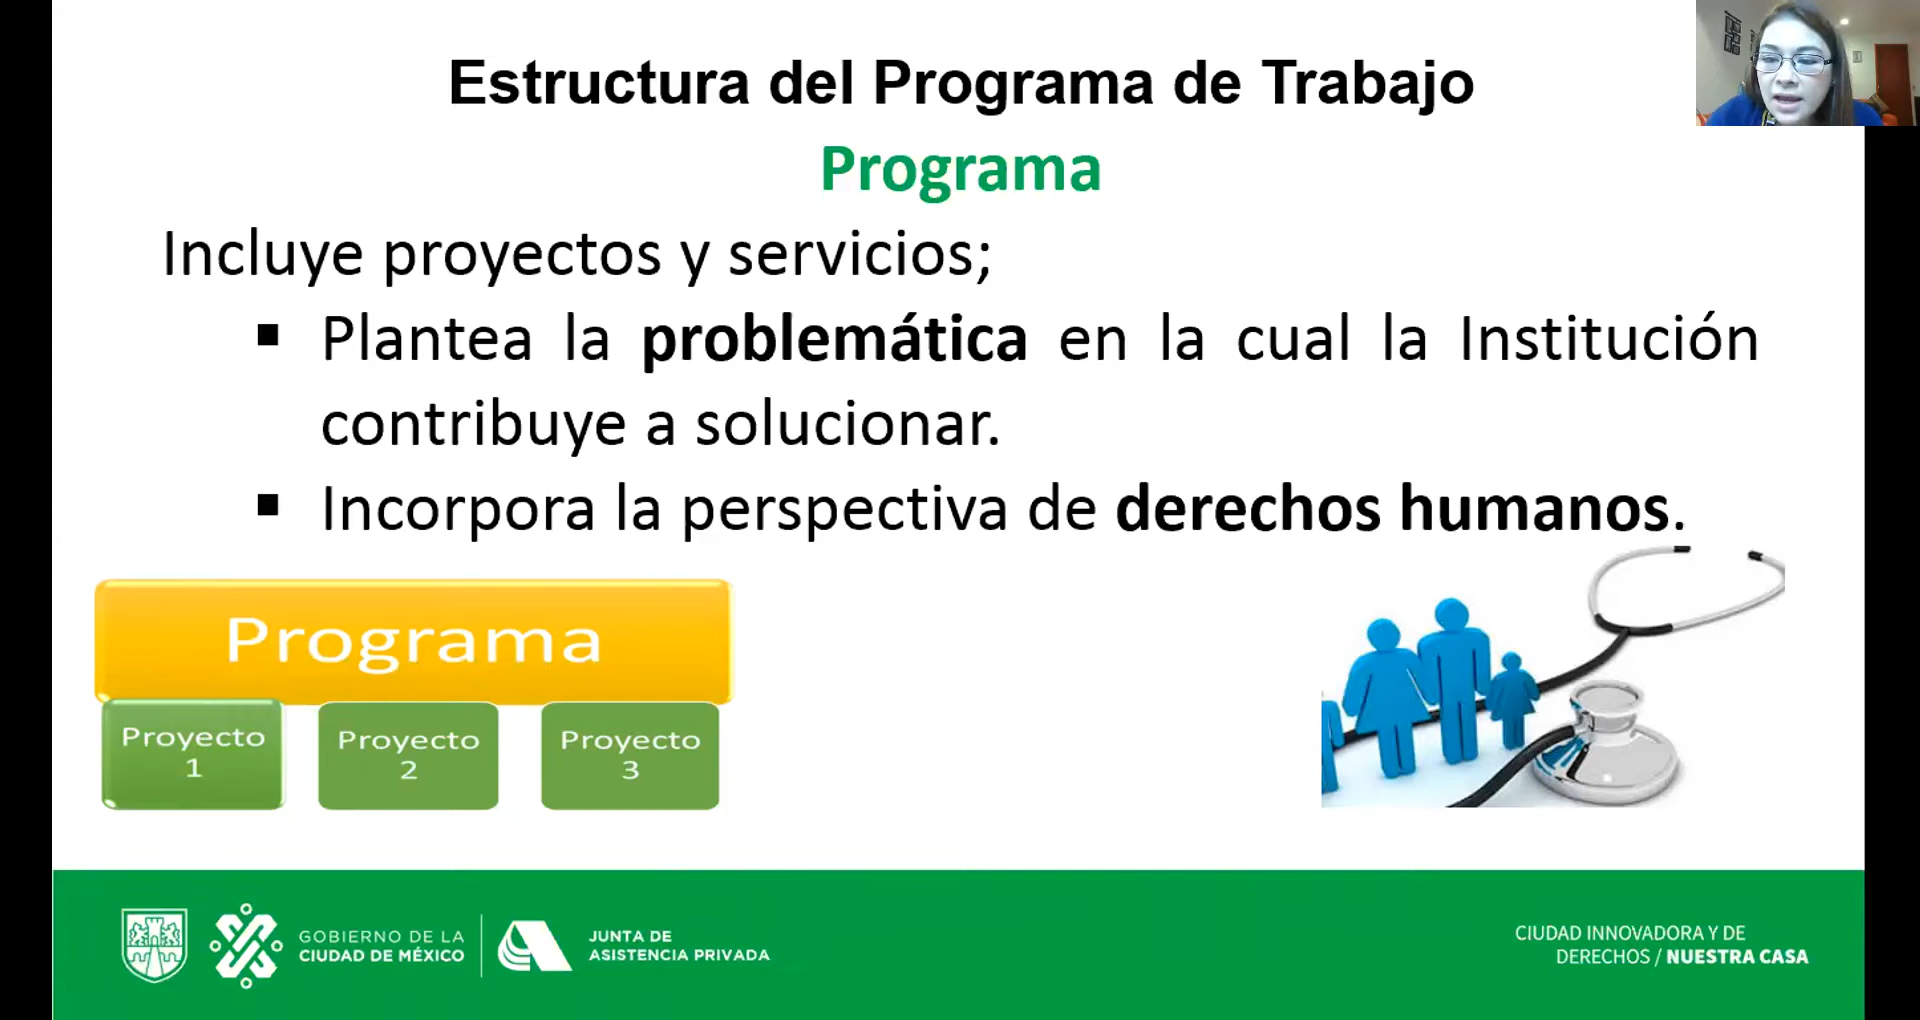 Estructura del Programa de Trabajo
Programa
Incluye proyectos y servicios;
▪ Plantea la problemática en la cual la Institución
contribuye a solucionar.
▪ Incorpora la perspectiva de derechos humanos.
Programa
Proyecto
1
Proyecto
2
Proyecto
3
GOBIERNO DE LA
CIUDAD DE MÉXICO
JUNTA DE
ASISTENCIA PRIVADA
CIUDAD INNOVADORA Y DE
DERECHOS / NUESTRA CASA